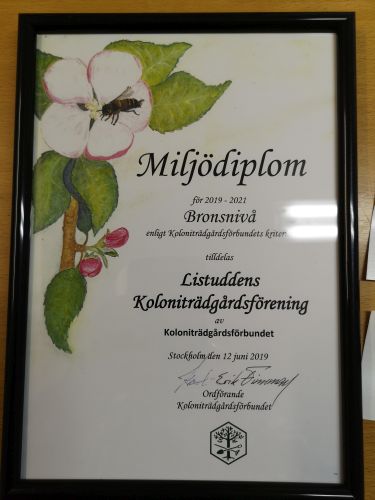 Miljödiplom
för 2019 - 2021
Bronsnivå
enligt Koloniträdgårdsförbundets
tilldelas
Listuddens
Koloniträdgårdsförening
av
Koloniträdgårdsförbundet
Stockholm den 12 juni 2019
Ordförande
Koloniträdgårdsförbundet